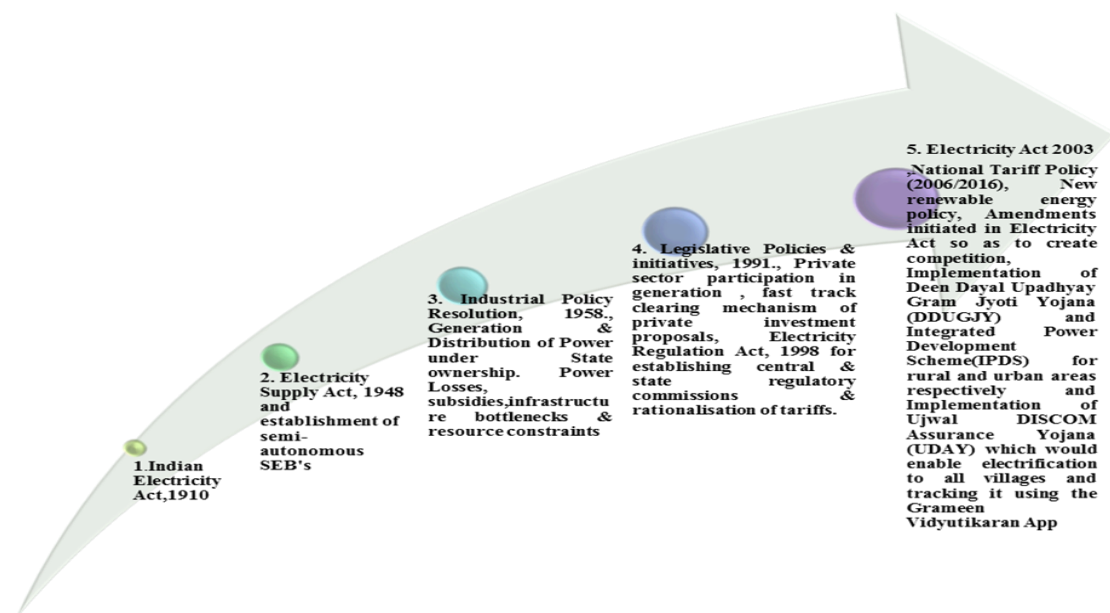 1.Indian
Electricity
Act,1910
2. Electricity
Supply Act, 1948
and
establishment of
semi-
autonomous
SEB's
3. Industrial Policy
Resolution, 1958.,
Generation &
Distribution of Power
under State
ownership. Power
Losses,
subsidies,infrastructu
re bottlenecks &
resource constraints
4. Legislative Policies &
initiatives, 1991., Private
sector participation in
generation , fast track
clearing mechanism of
private investment
proposals, Electricity
Regulation Act, 1998 for
establishing central &
state regulatory
commissions &
rationalisation of tariffs.
5. Electricity Act 2003
,National Tariff Policy
(2006/2016), New
renewable energy
policy, Amendments
initiated in Electricity
Act so as to create
competition,
Implementation of
Deen Dayal Upadhyay
Gram Jyoti Yojana
(DDUGJY) and
Integrated Power
Development
Scheme(IPDS) for
rural and urban areas
respectively and
Implementation of
Ujwal DISCOM
Assurance Yojana
(UDAY) which would
enable electrification
to all villages and
tracking it using the
Grameen
Vidyutikaran App